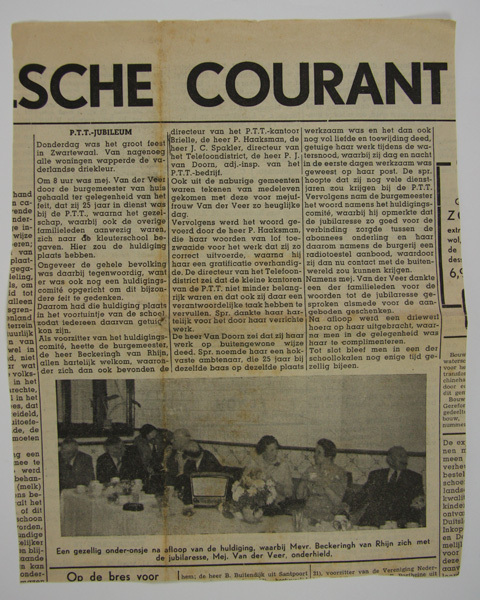 LSCHE COURANT
P.T.T.-JUBILEUM
Donderdag was het groot feest
in Zwartewaal. Van nagenoeg
alle woningen wapperde de va-
derlandse driekleur.
Om 8 uur was mej. Van der Veer
door de burgemeester van huis
gehaald ter gelegenheid van het
feit, dat zij 25 jaar in dienst was
bij de P.T.T., waarna het gezel-
schap, waarbij ook de overige
familieleden aanwezig waren,
zich naar de kleuterschool be-
gaven. Hier zou de huldiging
plaats hebben.
Ongeveer de gehele bevolking
was daarbij tegenwoordig, want
er was ook nog een huldigings-
comité opgericht om dit bijzon-
dere feit te gedenken.
Daarom had die huldiging plaats
in het voortuintje van de school
zodat iedereen daarvan getuige
kon zijn.
Als voorzitter van het huldigings-
comité, heette de burgemeester,
de heer Beckeringh van Rhijn,
allen hartelijk welkom, waaron-
der zich dan ook bevonden de
directeur van het P.T.T.-kantoor
Brielle, de heer P. Haaksman, de
heer J. C. Spakler, directeur van
het Telefoondistrict, de heer P. J.
van Doorn, adj.-insp. van het
P.T.T.-bedrijf.
Ook uit de naburige gemeenten
waren tekenen van medeleven
gekomen met deze voor mejuf-
frouw Van der Veer zo heuglijke
dag.
Vervolgens werd het woord ge-
voerd door de heer P. Haaksman,
die haar woorden van lof toe-
zwaaide voor het werk dat zij zo
correct uitvoerde, waarna hij
haar een gratificatie overhandig-
de. De directeur van het Telefoon-
district zei dat de kleine kantoren
van de P.T.T. niet minder belang-
rijk waren en dat ook zij daar een
verantwoordelijke taak hebben te
vervullen. Spr. dankte haar har-
telijk voor het door haar verrichte
werk.
De heer Van Doorn zei dat zij haar
werk op buitengewone wijze
deed. Spr. noemde haar een hok-
vaste ambtenaar, die 25 jaar bij
dezelfde baas op dezelfde plaats
werkzaam was en het dan ook
nog vol liefde en toewijding deed,
getuige haar werk tijdens de wa-
tersnood, waarbij zij dag en nacht
in de eerste dagen werkzaam was
geweest op haar post. De spr.
hoopte dat zij nog vele dienst-
jaren zou krijgen bij de P.T.T.
Vervolgens nam de burgemeester
het woord namens het huldigings-
comité, waarbij hij opmerkte dat
de jubilaresse zo goed voor de
verbinding zorgde tussen de
abonnees onderling en haar
daarom namens de burgerij een
radiotoestel aanbood, waardoor
zij dan nu contact met de buiten-
wereld zou kunnen krijgen.
Namens mej. Van der Veer dankte
een der familieleden voor de
woorden tot de jubilaresse ge-
sproken alsmede voor de aan-
geboden geschenken.
Na afloop werd een driewerf
hoera op haar uitgebracht, waar-
na men in de gelegenheid was
haar te complimenteren.
Tot slot bleef men in een der
schoollokalen nog enige tijd ge-
zellig bijeen.
Een gezellig onder-onsje na afloop van de huldiging, waarbij Mevr. Beckeringh van Rhijn zich met
de jubilaresse, Mej. Van der Veer, onderhield.
Op de bres voor
hem; de heer B. Buitendijk uit Santpoort
voorzitter van de Vereniging Neder-